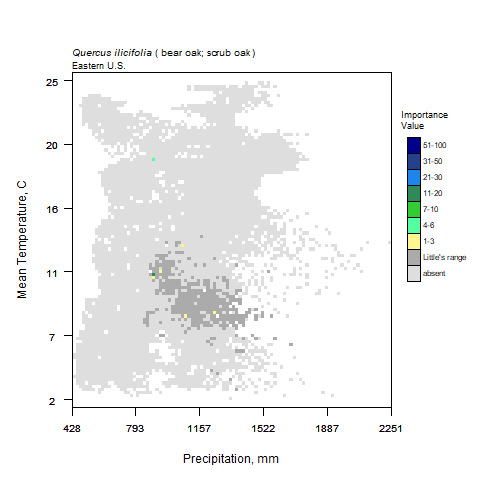 Quercus ilicifolia ( bear oak; scrub oak )
Eastern U.S.
25
20
16
11
7
2
Mean Temperature, C
428 793 1157 1522 1887 2251
Precipitation, mm
Importance
Value
51-100
31-50
21-30
11-20
7-10
4-6
1-3
Little's range
absent